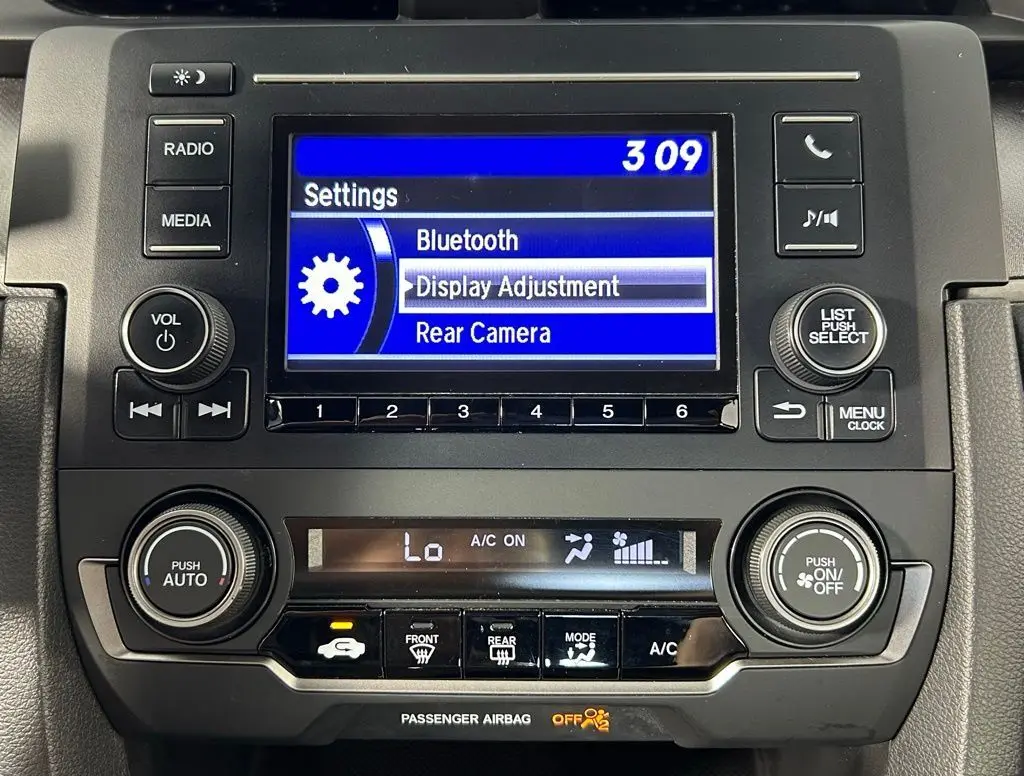 RADIO
MEDIA
3 09
Settings
Bluetooth
Display Adjustment
Rear Camera
VOL
LIST
PUSH
SELECT
1 2 3 4 5 6
MENU
CLOCK
PUSH
AUTO
Lo
A/C ON
PUSH
ON/
OFF
FRONT
REAR
MODE
A/C
PASSENGER AIRBAG OFF